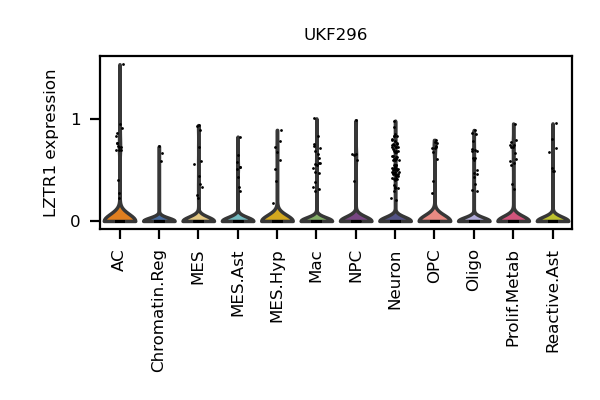 UKF296
LZTR1 expression
1
0
AC
Chromatin.Reg
MES
MES.Ast
MES.Hyp
Mac
NPC
Neuron
OPC
Oligo
Prolif.Metab
Reactive.Ast